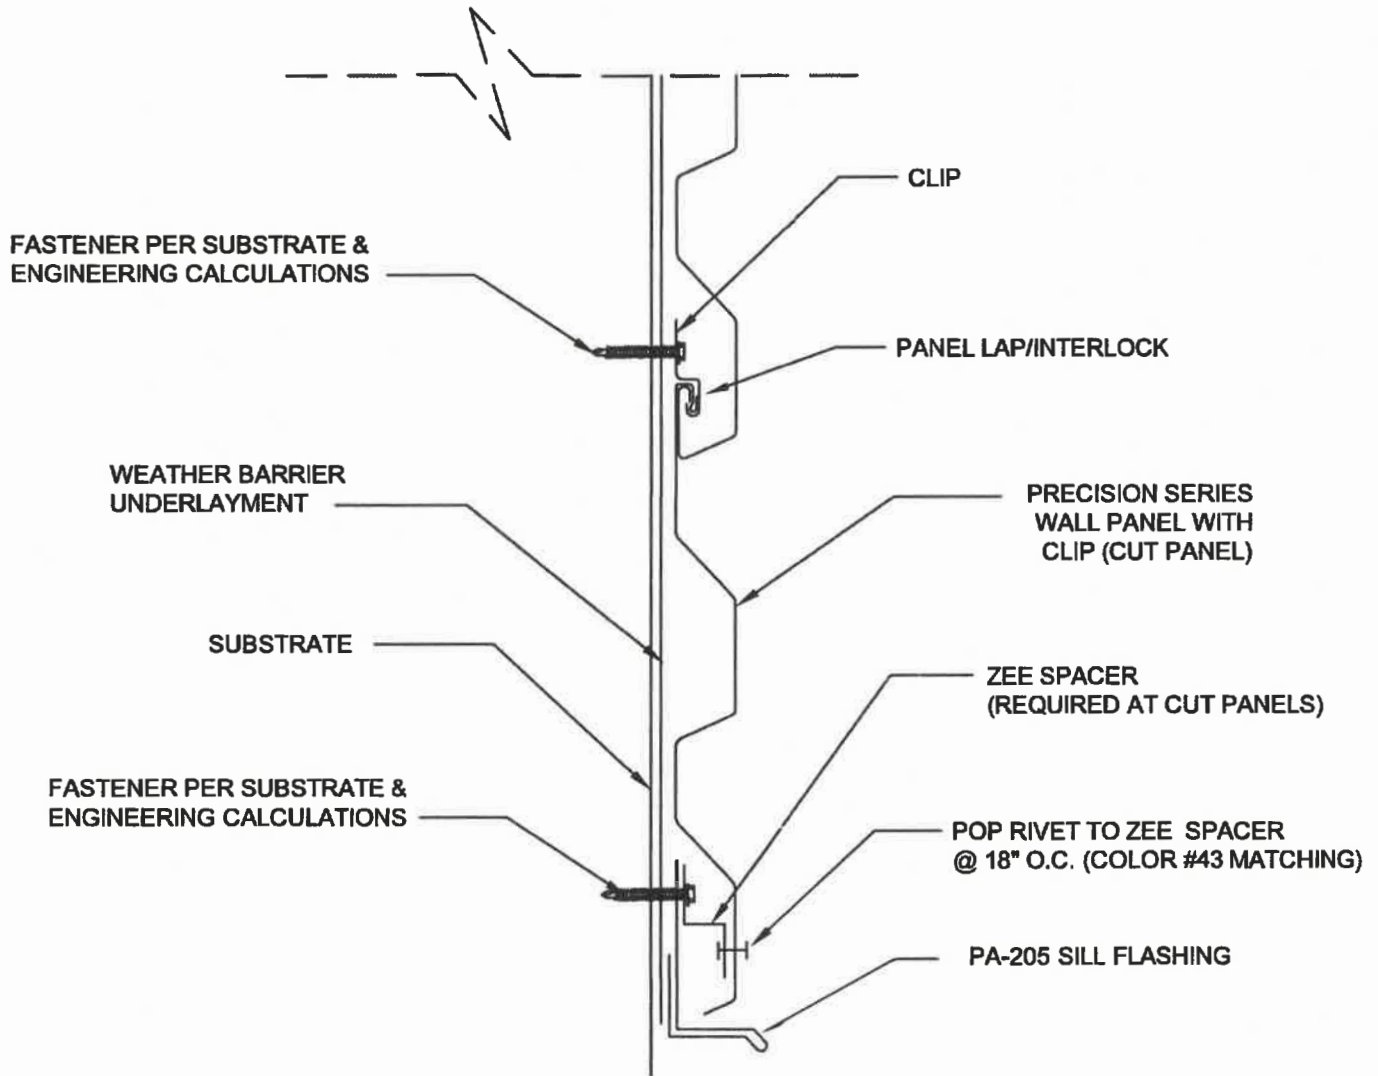 CLIP
FASTENER PER SUBSTRATE &
ENGINEERING CALCULATIONS
PANEL LAP/INTERLOCK
WEATHER BARRIER
UNDERLAYMENT
PRECISION SERIES
WALL PANEL WITH
CLIP (CUT PANEL)
SUBSTRATE
ZEE SPACER
(REQUIRED AT CUT PANELS)
FASTENER PER SUBSTRATE &
ENGINEERING CALCULATIONS
POP RIVET TO ZEE SPACER
@ 18" O.C. (COLOR #43 MATCHING)
PA-205 SILL FLASHING